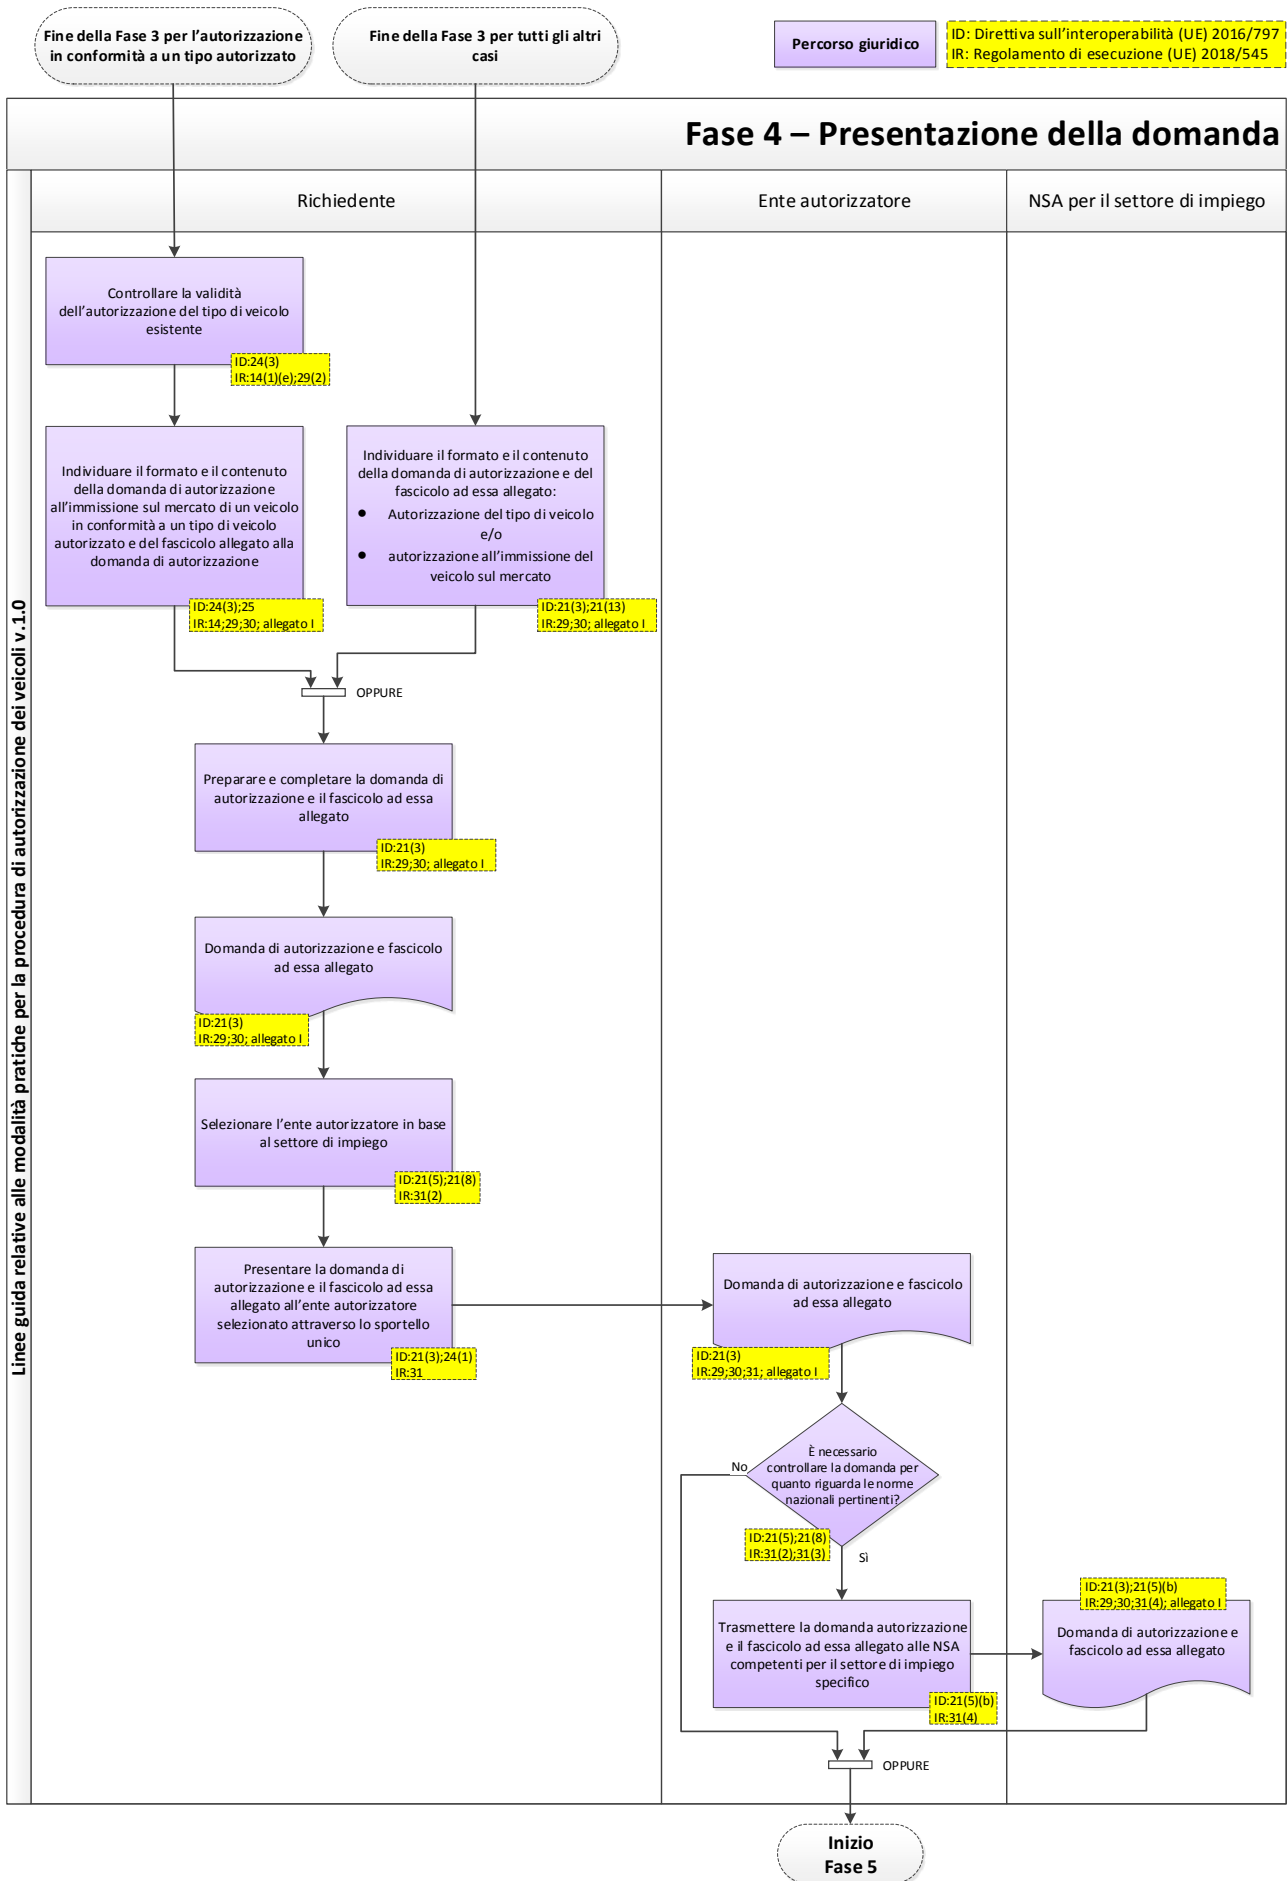 Fine della Fase 3 per l'autorizzazione
in conformità a un tipo autorizzato
Fine della Fase 3 per tutti gli altri
casi
Percorso giuridico
ID: Direttiva sull'interoperabilità (UE) 2016/797
IR: Regolamento di esecuzione (UE) 2018/545
Fase 4 – Presentazione della domanda
Linee guida relative alle modalità pratiche per la procedura di autorizzazione dei veicoli v.1.0
Richiedente
Ente autorizzatore
NSA per il settore di impiego
Controllare la validità
dell'autorizzazione del tipo di veicolo
esistente
ID:24(3)
IR:14(1)(e);29(2)
Individuare il formato e il contenuto
della domanda di autorizzazione
all'immissione sul mercato di un veicolo
in conformità a un tipo di veicolo
autorizzato e del fascicolo allegato alla
domanda di autorizzazione
ID:24(3);25
IR:14;29;30; allegato I
Individuare il formato e il contenuto
della domanda di autorizzazione e del
fascicolo ad essa allegato:
● Autorizzazione del tipo di veicolo
e/o
● autorizzazione all'immissione del
veicolo sul mercato
ID:21(3);21(13)
IR:29;30; allegato I
OPPURE
Preparare e completare la domanda di
autorizzazione e il fascicolo ad essa
allegato
ID:21(3)
IR:29;30; allegato I
Domanda di autorizzazione e fascicolo
ad essa allegato
ID:21(3)
IR:29;30; allegato I
Selezionare l'ente autorizzatore in base
al settore di impiego
ID:21(5);21(8)
IR:31(2)
Presentare la domanda di
autorizzazione e il fascicolo ad essa
allegato all'ente autorizzatore
selezionato attraverso lo sportello
unico
ID:21(3);24(1)
IR:31
Domanda di autorizzazione e fascicolo
ad essa allegato
ID:21(3)
IR:29;30;31; allegato I
È necessario
controllare la domanda per
quanto riguarda le norme
nazionali pertinenti?
No
ID:21(5);21(8)
IR:31(2);31(3)
Sì
Trasmettere la domanda autorizzazione
e il fascicolo ad essa allegato alle NSA
competenti per il settore di impiego
specifico
ID:21(5)(b)
IR:31(4)
ID:21(3);21(5)(b)
IR:29;30;31(4); allegato I
Domanda di autorizzazione e
fascicolo ad essa allegato
OPPURE
Inizio
Fase 5